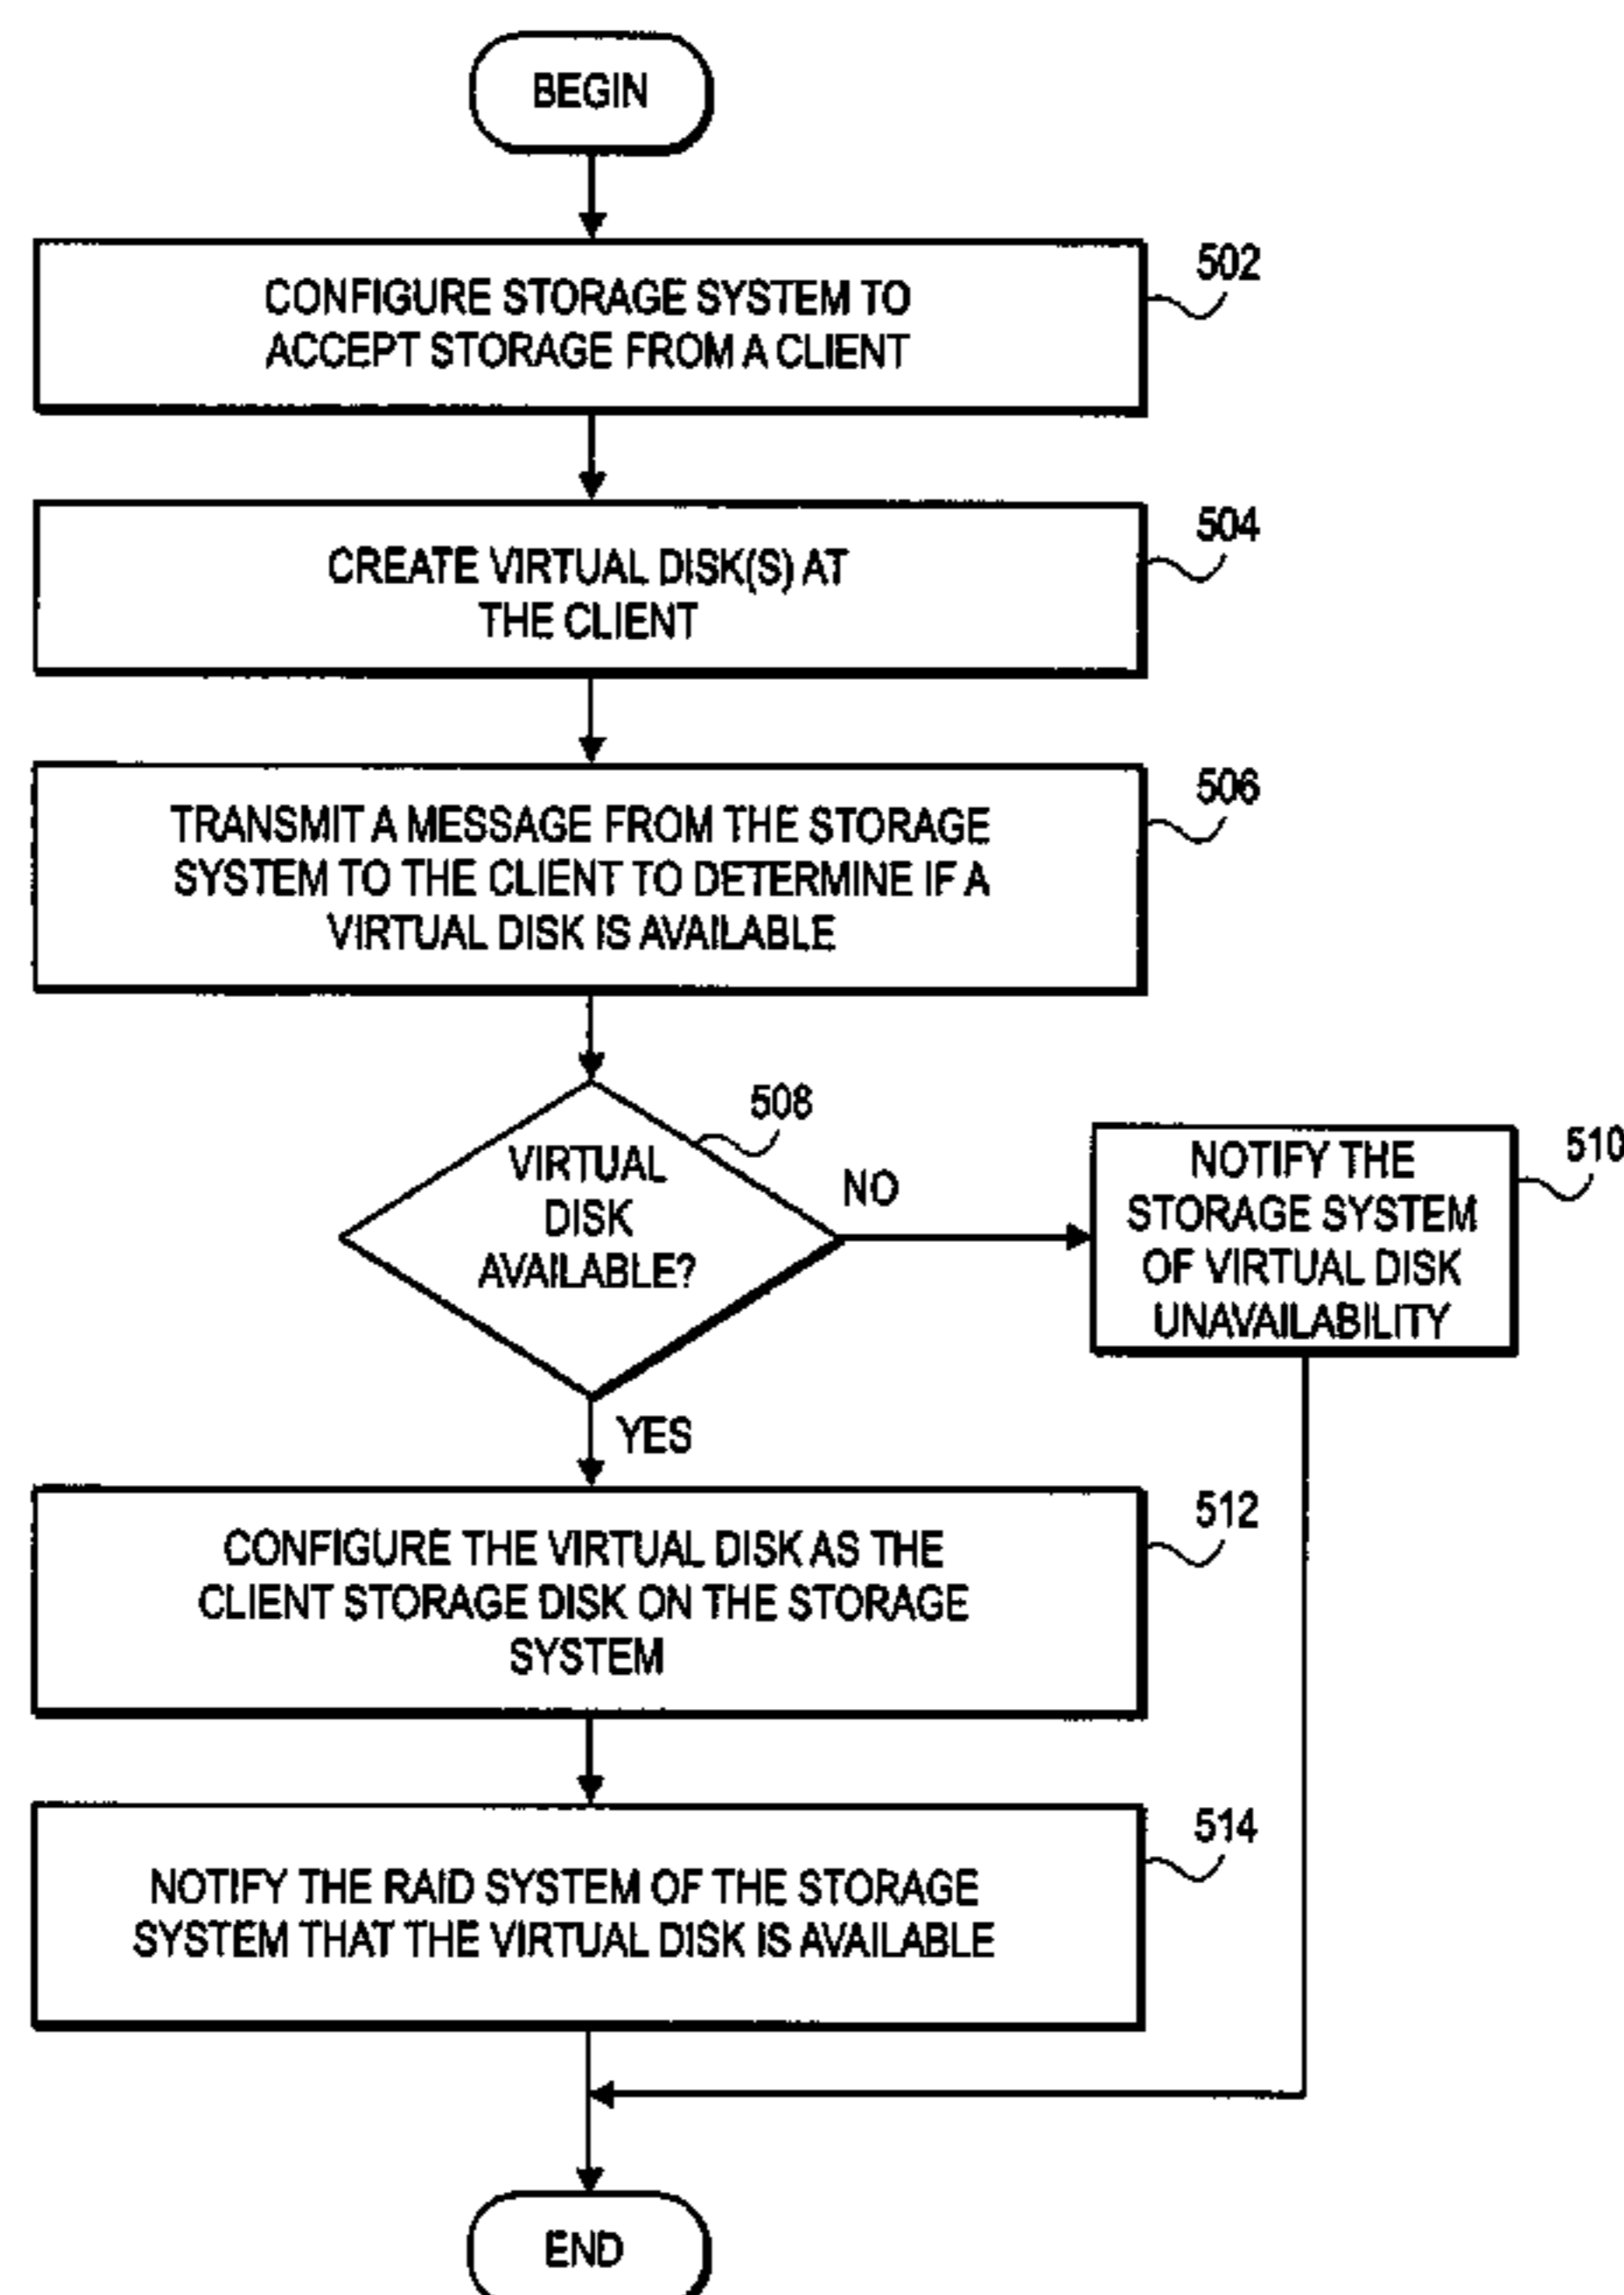 BEGIN
CONFIGURE STORAGE SYSTEM TO
ACCEPT STORAGE FROM A CLIENT
502
CREATE VIRTUAL DISK(S) AT
THE CLIENT
504
TRANSMIT A MESSAGE FROM THE STORAGE
SYSTEM TO THE CLIENT TO DETERMINE IF A
VIRTUAL DISK IS AVAILABLE
506
VIRTUAL
DISK
AVAILABLE?
508
NO
NOTIFY THE
STORAGE SYSTEM
OF VIRTUAL DISK
UNAVAILABILITY
510
YES
CONFIGURE THE VIRTUAL DISK AS THE
CLIENT STORAGE DISK ON THE STORAGE
SYSTEM
512
NOTIFY THE RAID SYSTEM OF THE STORAGE
SYSTEM THAT THE VIRTUAL DISK IS AVAILABLE
514
END